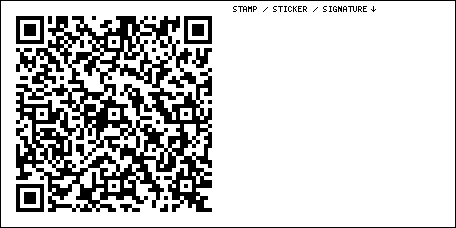 STAMP / STICKER / SIGNATURE ↓